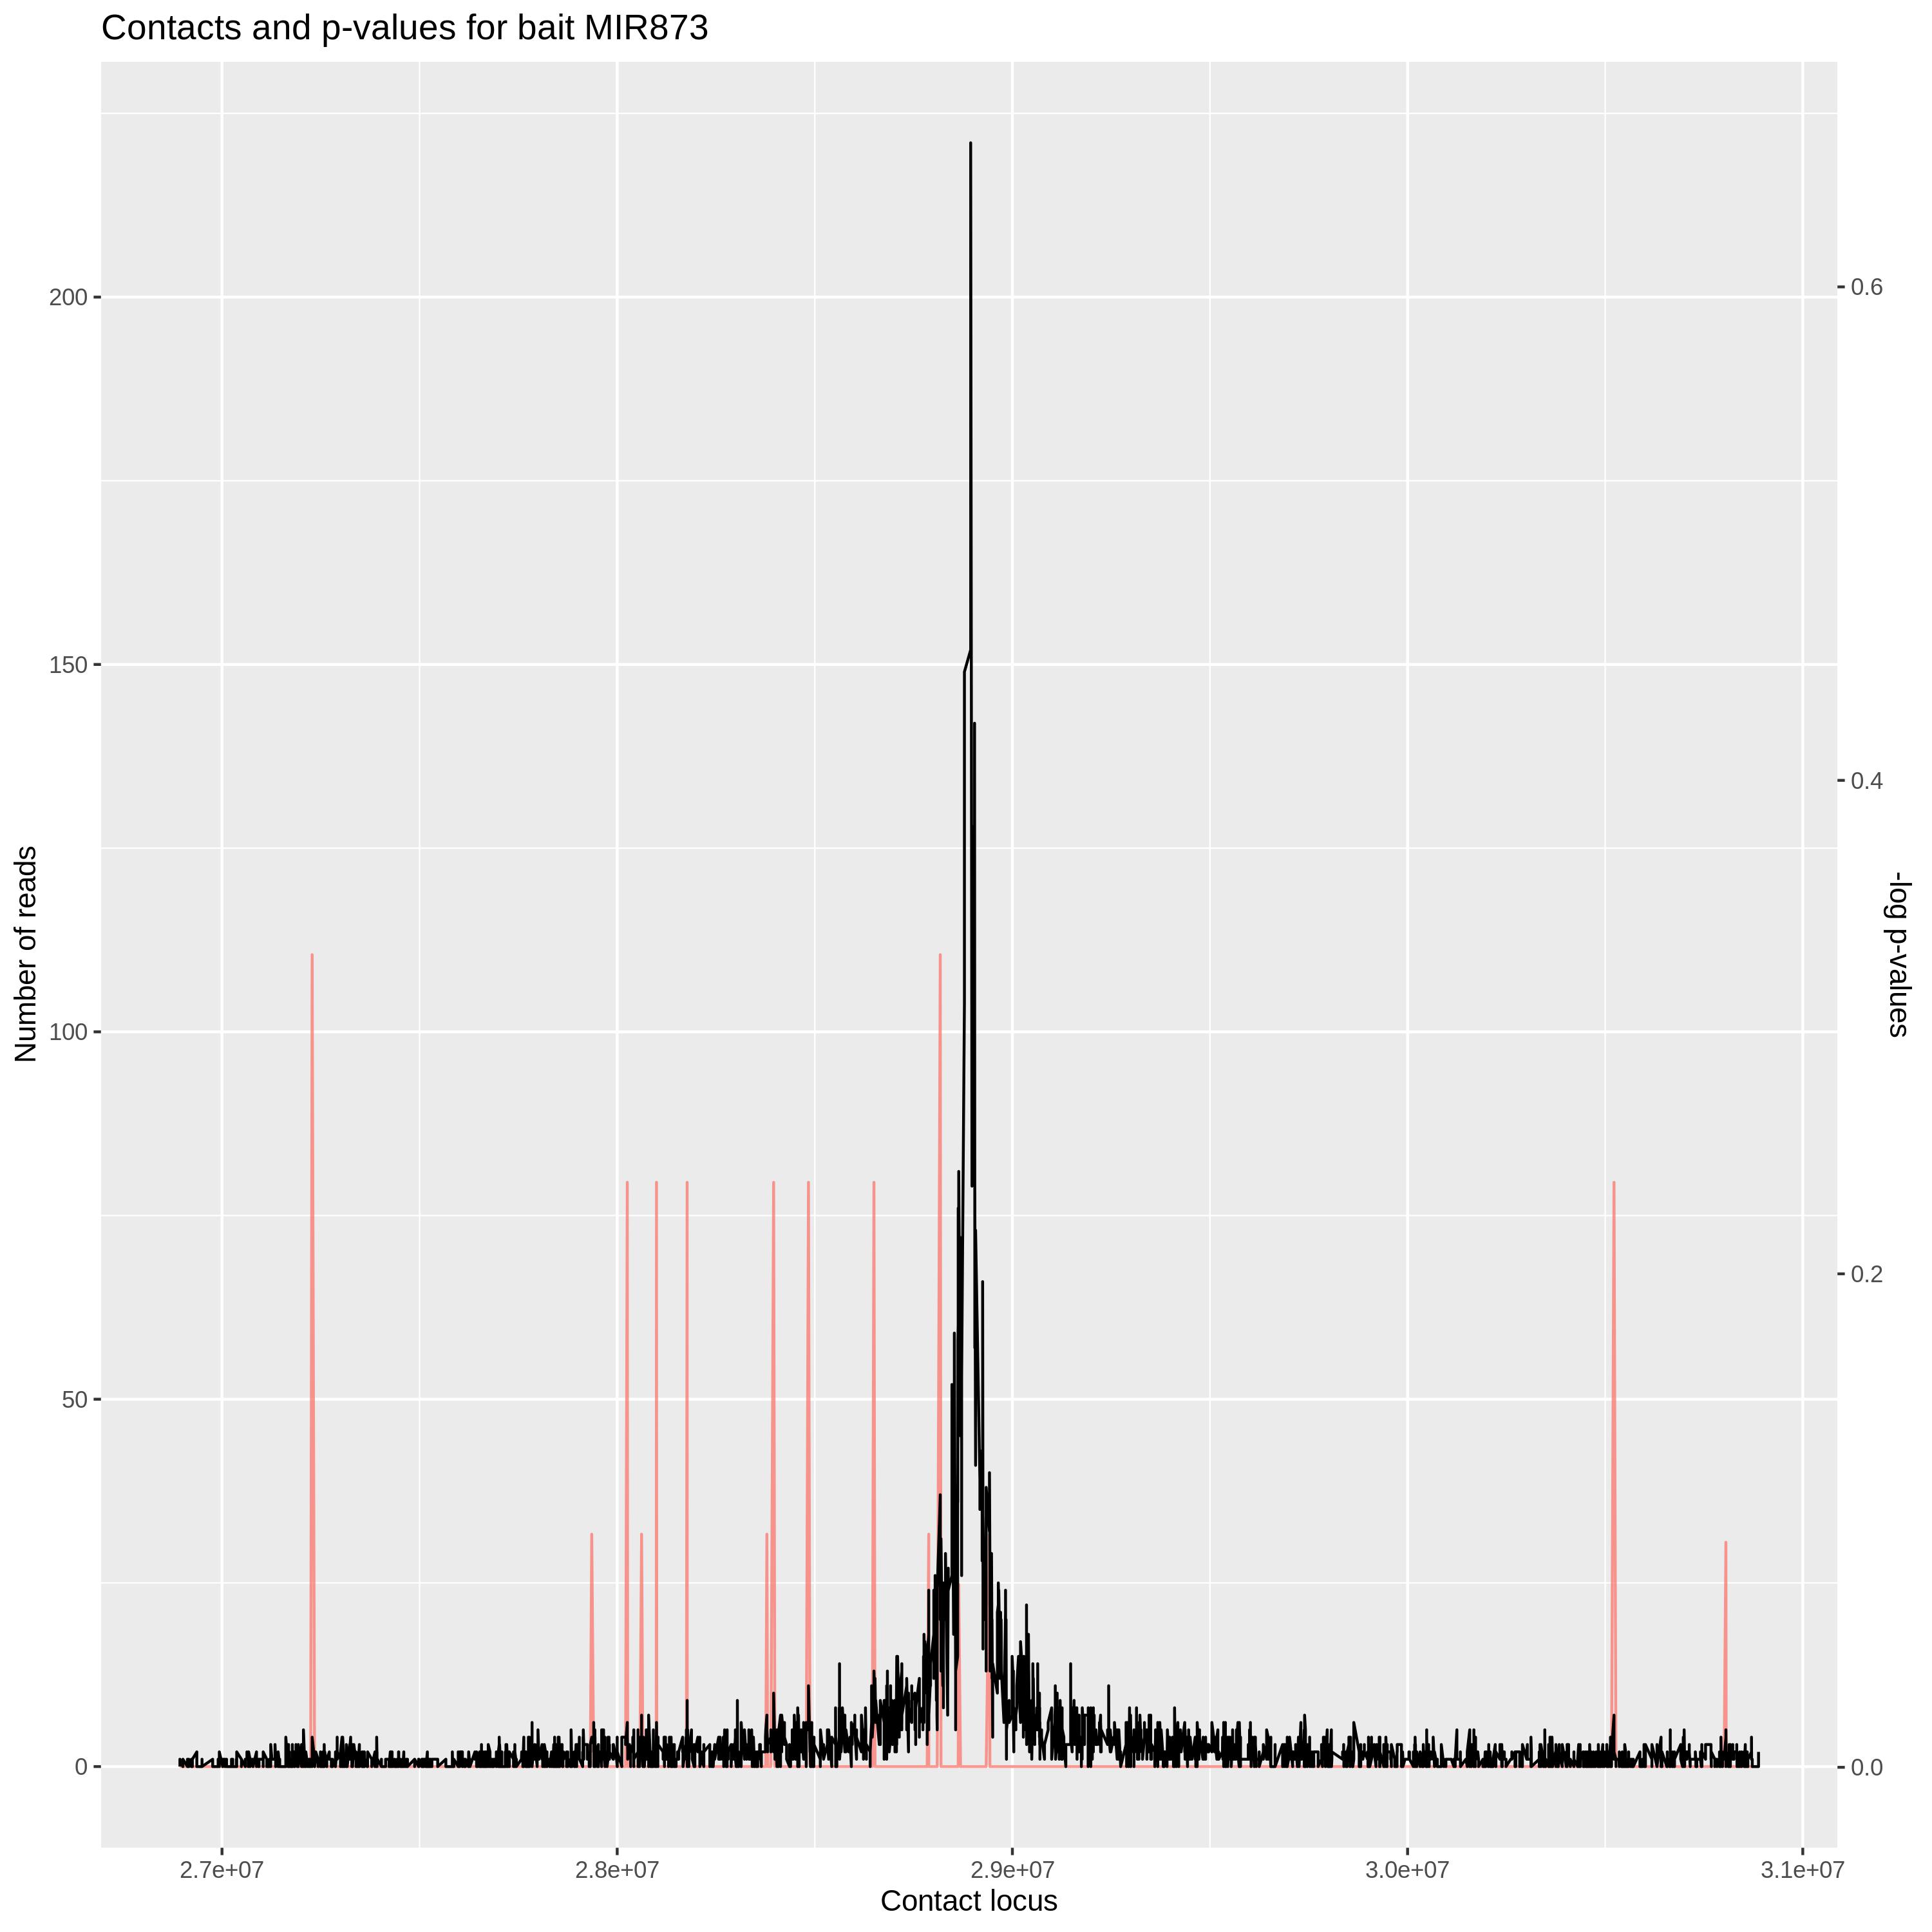 Contacts and p-values for bait MIR873
200
150
100
50
0
0.6
0.4
0.2
0.0
Number of reads
-log p-values
2.7e+07 2.8e+07 2.9e+07 3.0e+07 3.1e+07
Contact locus